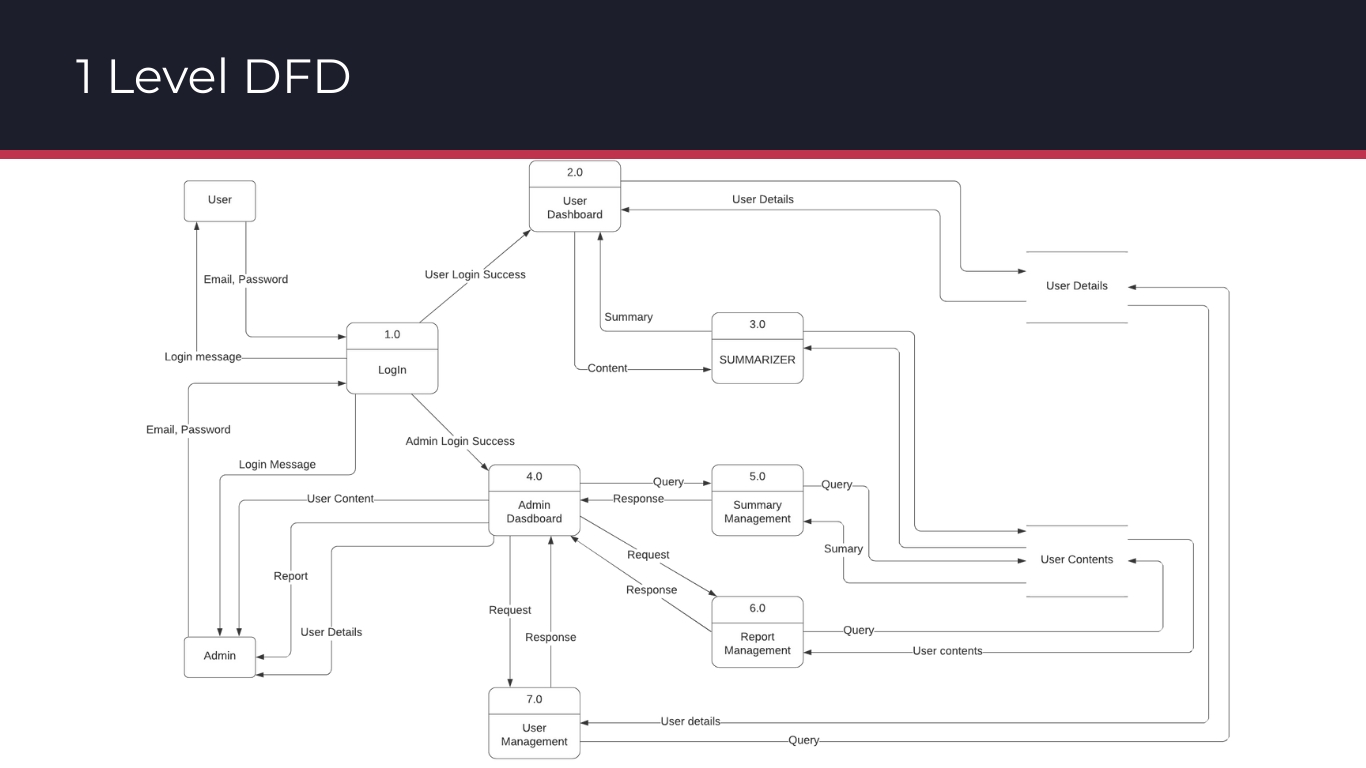 1 Level DFD
2.0
User
Dashboard
User
User Details
Email, Password
User Login Success
User Details
Summary
3.0
SUMMARIZER
1.0
LogIn
Login message
Content
Email, Password
Admin Login Success
Login Message
4.0
Admin
Dasdboard
Query
Response
5.0
Summary
Management
Query
User Content
Sumary
User Contents
Request
Response
Report
Request
6.0
Report
Management
Query
User contents
User Details
Response
Admin
7.0
User
Management
User details
Query